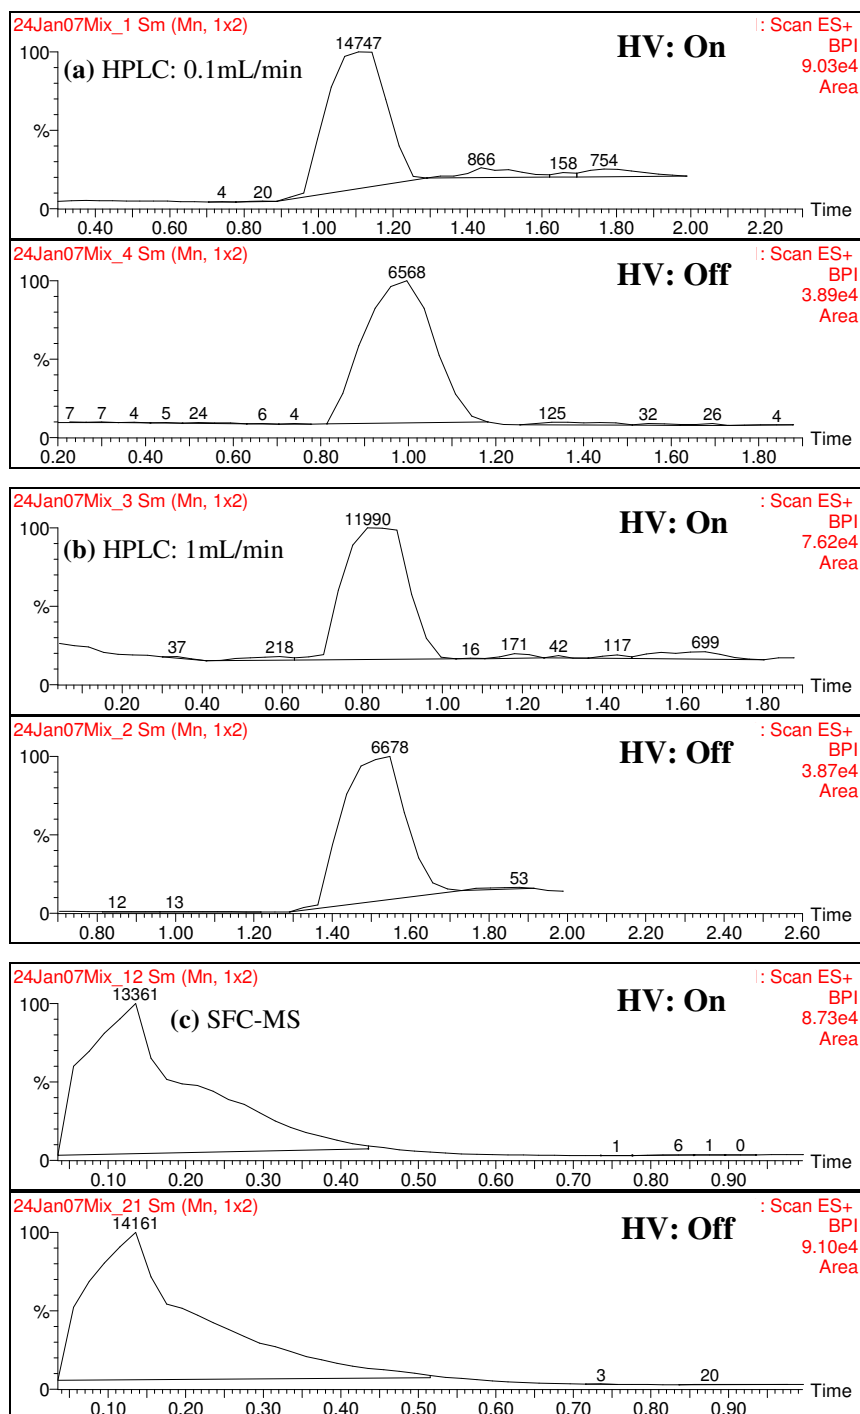 24Jan07Mix_1 Sm (Mn, 1x2)
: Scan ES+
HV: On
BPI
9.03e4
Area
(a) HPLC: 0.1mL/min
14747
866
158
754
4
20
100
%
0
0.40 0.60 0.80 1.00 1.20 1.40 1.60 1.80 2.00 2.20
Time
24Jan07Mix_4 Sm (Mn, 1x2)
: Scan ES+
HV: Off
BPI
3.89e4
Area
6568
7 7 4 5 24 6 4 125 32 26 4
100
%
0
0.20 0.40 0.60 0.80 1.00 1.20 1.40 1.60 1.80
Time
24Jan07Mix_3 Sm (Mn, 1x2)
: Scan ES+
HV: On
BPI
7.62e4
Area
(b) HPLC: 1mL/min
11990
37 218 16 171 42 117 699
100
%
0
0.20 0.40 0.60 0.80 1.00 1.20 1.40 1.60 1.80
Time
24Jan07Mix_2 Sm (Mn, 1x2)
: Scan ES+
HV: Off
BPI
3.87e4
Area
6678
12 13 53
100
%
0
0.80 1.00 1.20 1.40 1.60 1.80 2.00 2.20 2.40 2.60
Time
24Jan07Mix_12 Sm (Mn, 1x2)
: Scan ES+
HV: On
BPI
8.73e4
Area
13361
(c) SFC-MS
1 6 1 0
100
%
0
0.10 0.20 0.30 0.40 0.50 0.60 0.70 0.80 0.90
Time
24Jan07Mix_21 Sm (Mn, 1x2)
: Scan ES+
HV: Off
BPI
9.10e4
Area
14161
3 20
100
%
0
0.10 0.20 0.30 0.40 0.50 0.60 0.70 0.80 0.90
Time